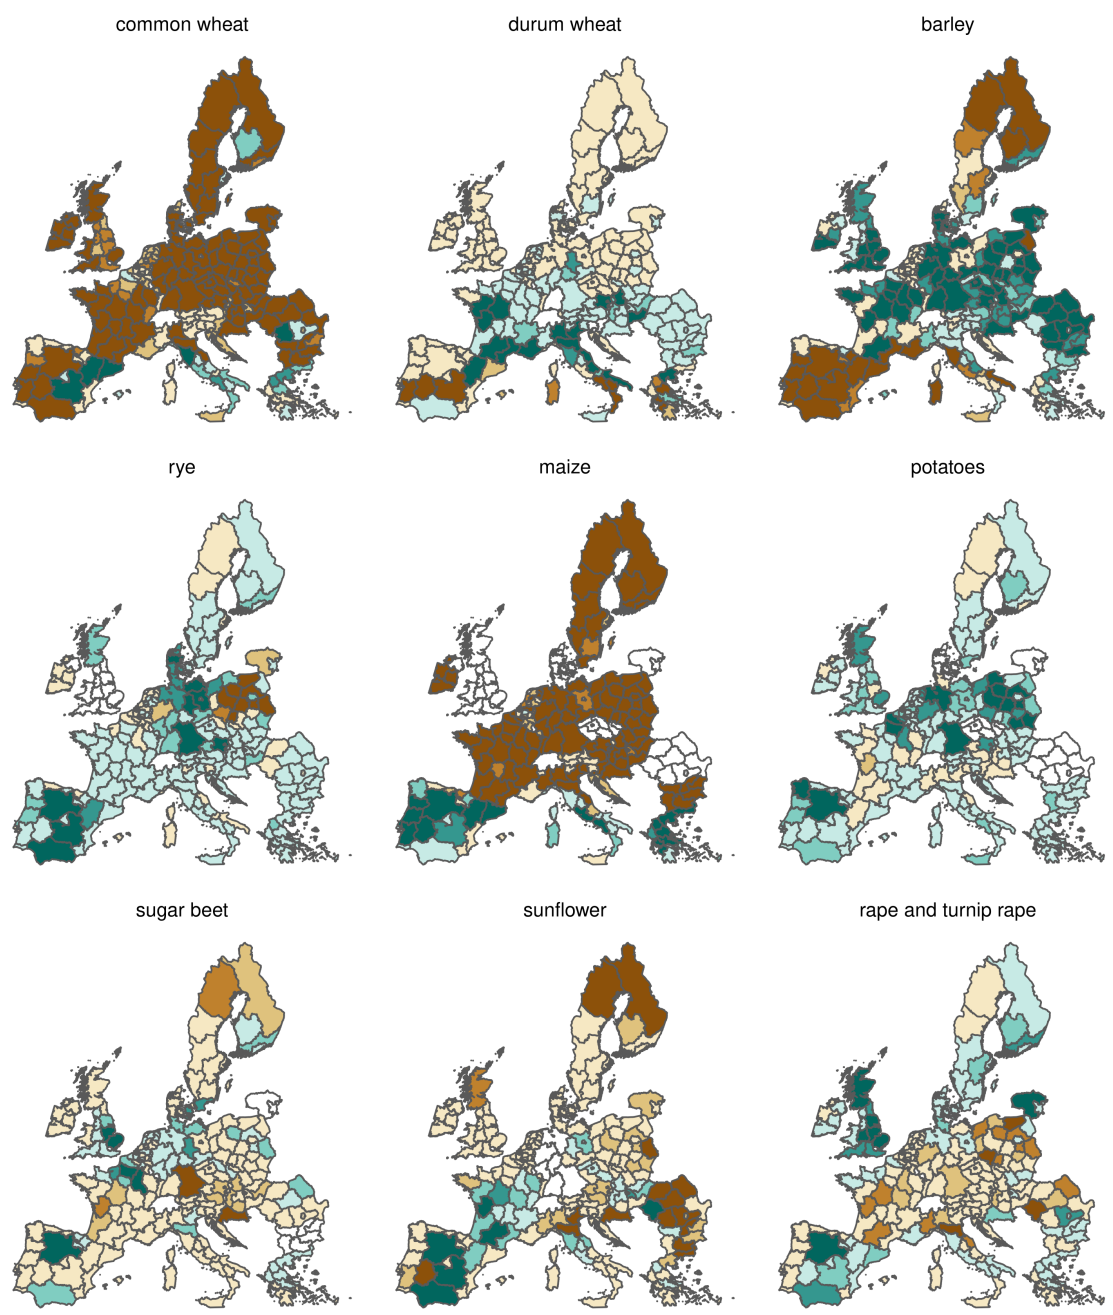 common wheat
durum wheat
barley
rye
maize
potatoes
sugar beet
sunflower
rape and turnip rape